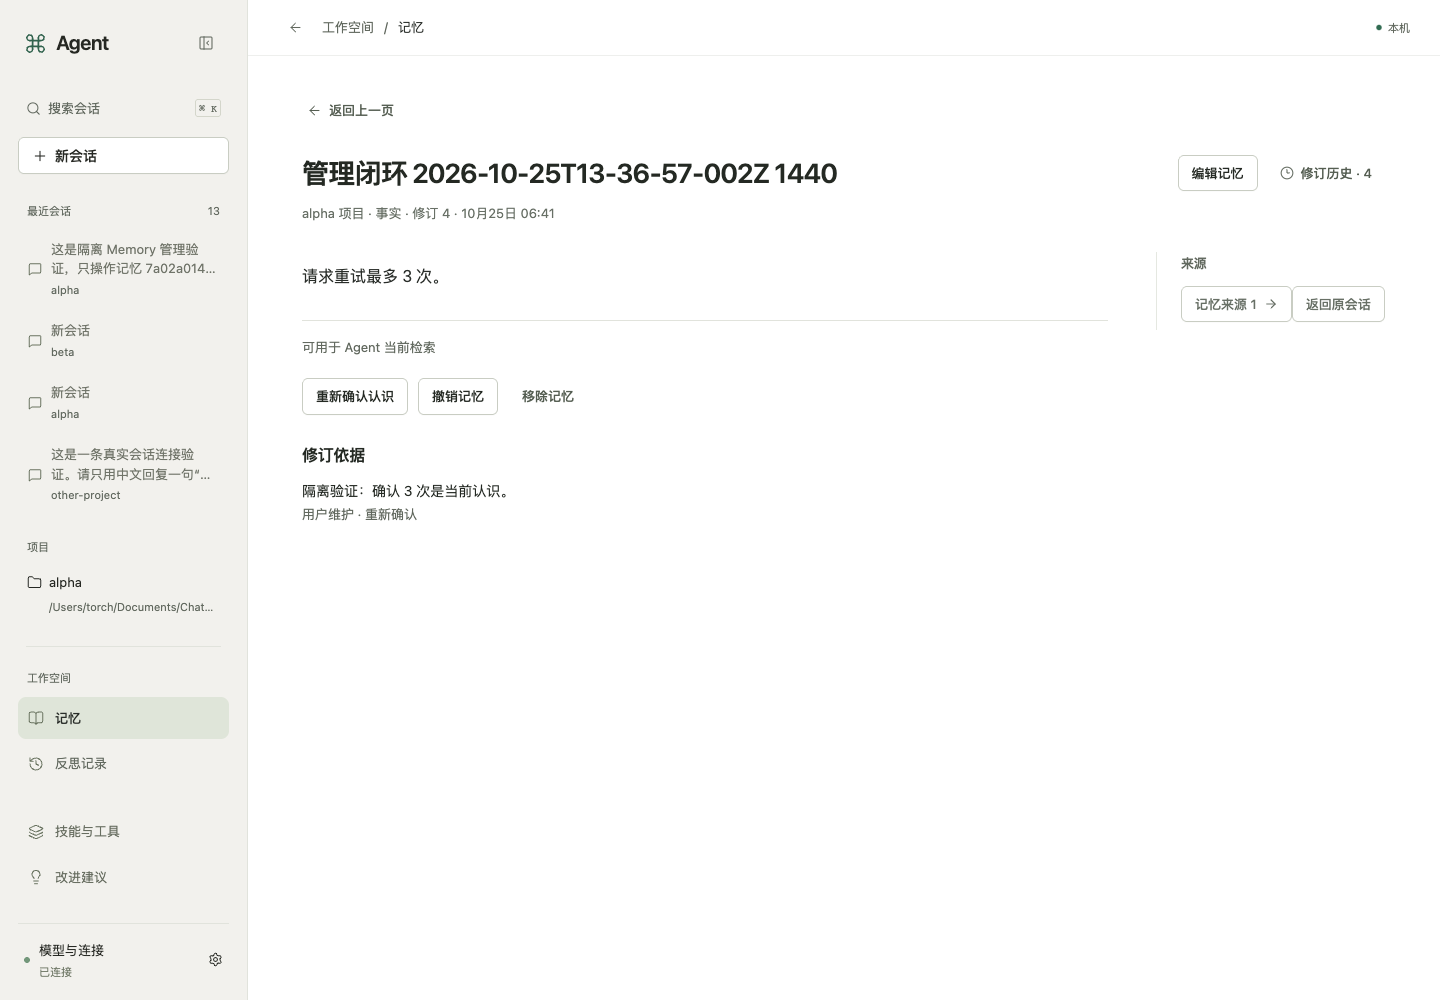 Agent
搜索会话
⌘ K
新会话
最近会话 13
这是隔离 Memory 管理验
证，只操作记忆 7a02a014...
alpha
新会话
beta
新会话
alpha
这是一条真实会话连接验
证。请只用中文回复一句“...
other-project
项目
alpha
/Users/torch/Documents/Chat...
工作空间
记忆
反思记录
技能与工具
改进建议
模型与连接
已连接
工作空间 / 记忆
本机
返回上一页
管理闭环 2026-10-25T13-36-57-002Z 1440
编辑记忆
修订历史 · 4
alpha 项目 · 事实 · 修订 4 · 10月25日 06:41
请求重试最多 3 次。
可用于 Agent 当前检索
重新确认认识
撤销记忆
移除记忆
修订依据
隔离验证：确认 3 次是当前认识。
用户维护 · 重新确认
来源
记忆来源 1
返回原会话